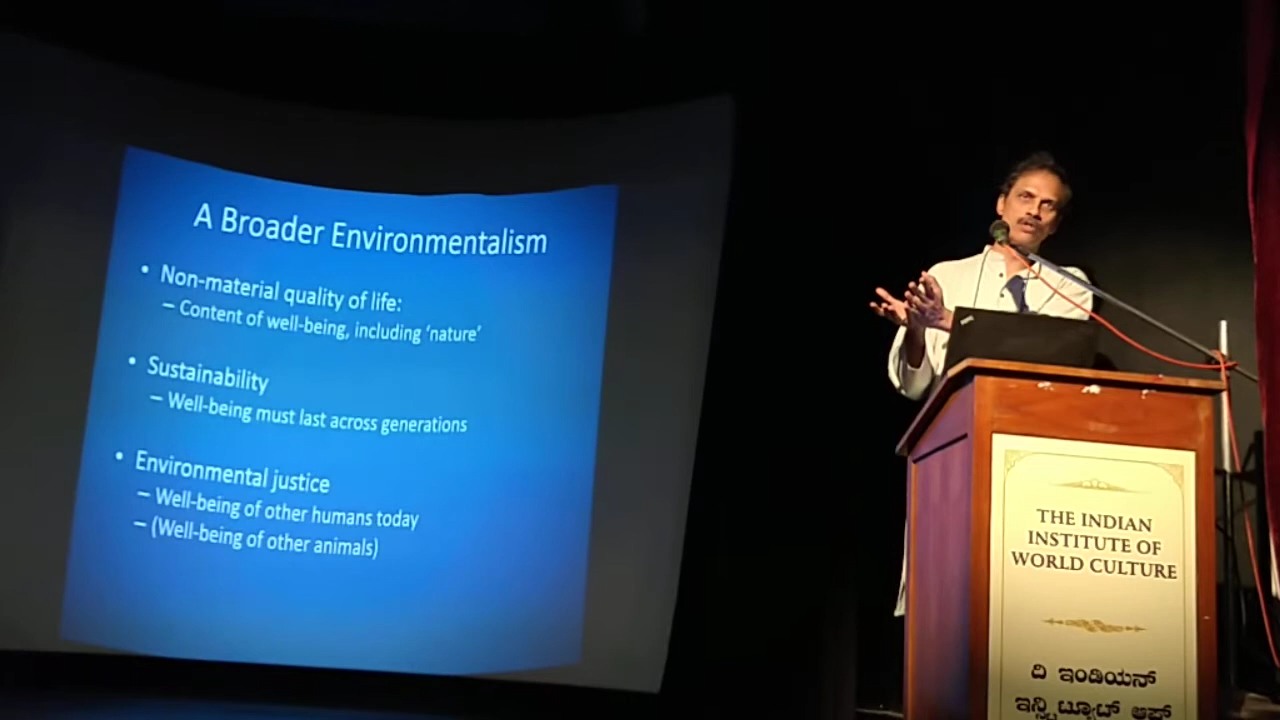 A Broader Environmentalism
• Non-material quality of life:
– Content of well-being, including ‘nature’
• Sustainability
– Well-being must last across generations
• Environmental justice
– Well-being of other humans today
– (Well-being of other animals)
THE INDIAN
INSTITUTE OF
WORLD CULTURE
ದಿ ಇಂಡಿಯನ್
ಇನ್ಸ್ಟಿಟ್ಯೂಟ್ ಆಫ್